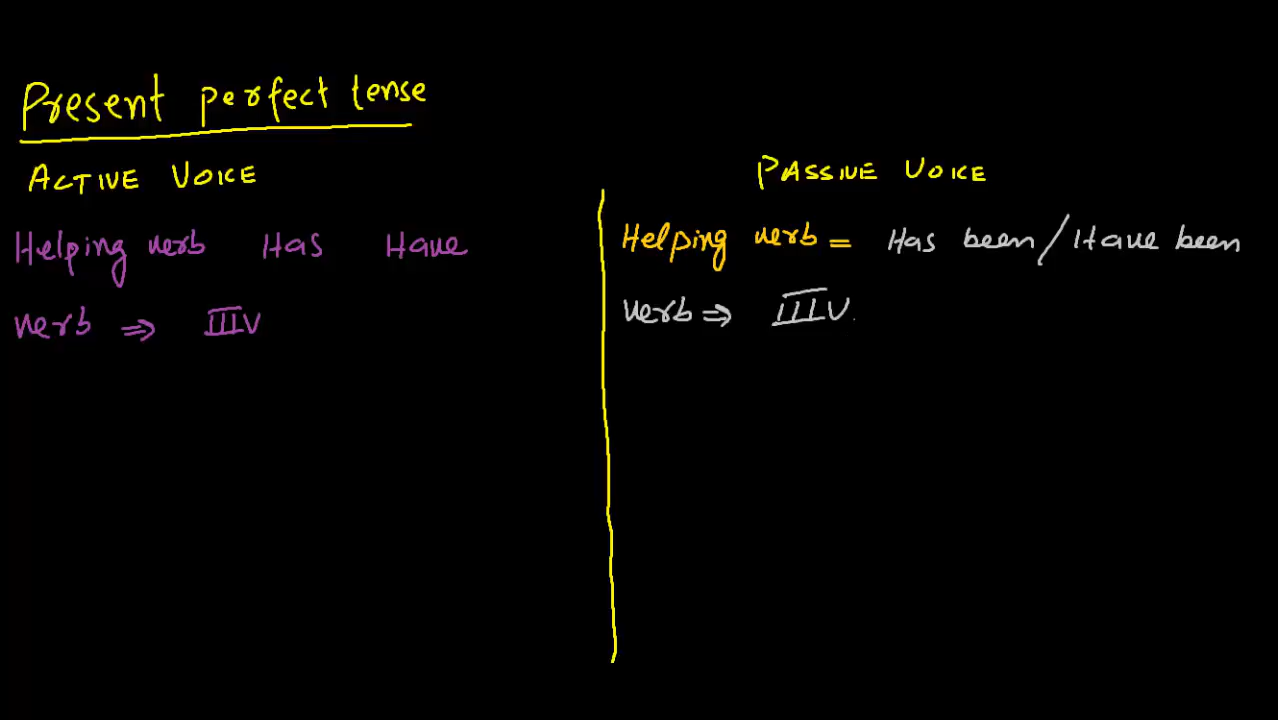 Present perfect tense
ACTIVE VOICE
Helping verb Has Have
verb ⇒ IIIV
PASSIVE VOICE
Helping verb = Has been/Have been
verb ⇒ IIIV.